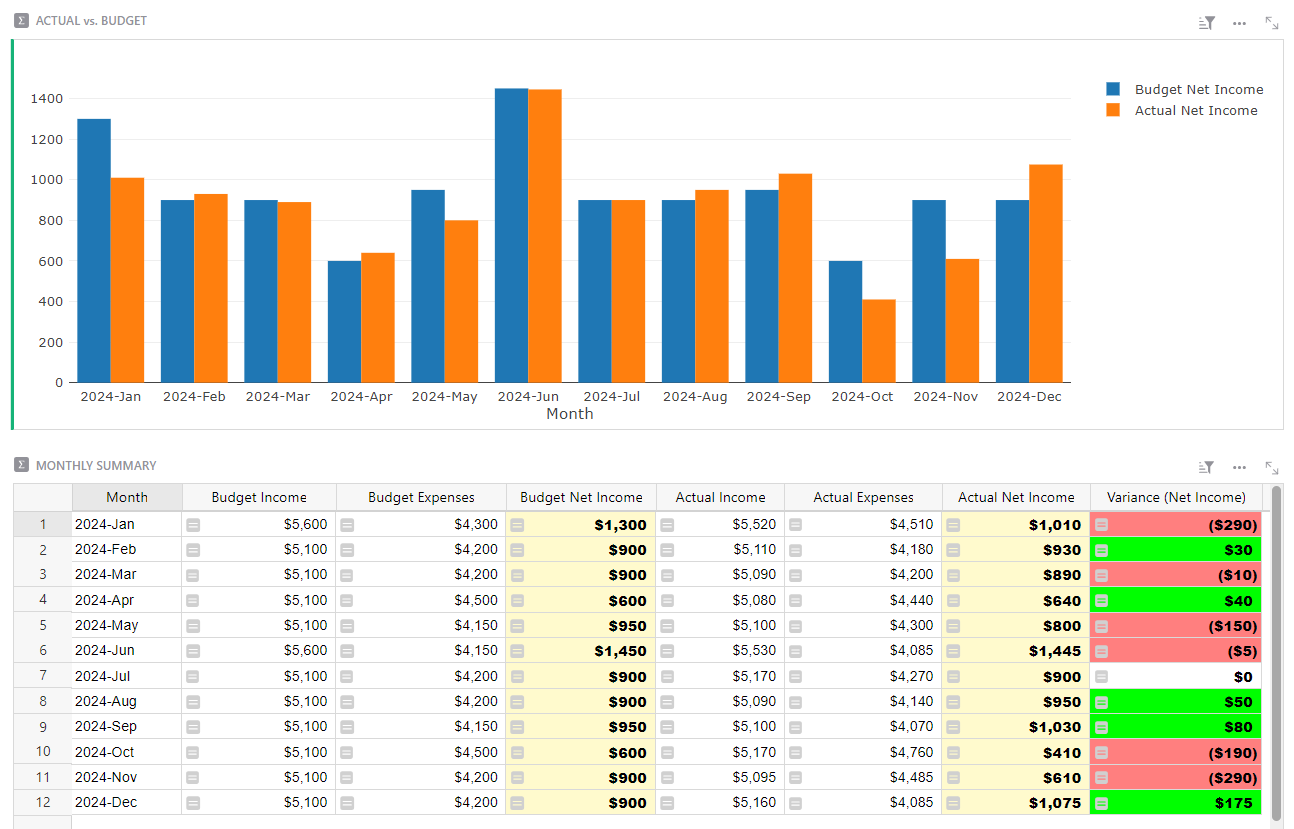 Σ ACTUAL vs. BUDGET
Budget Net Income
Actual Net Income
1400
1200
1000
800
600
400
200
0
2024-Jan 2024-Feb 2024-Mar 2024-Apr 2024-May 2024-Jun 2024-Jul 2024-Aug 2024-Sep 2024-Oct 2024-Nov 2024-Dec
Month
Σ MONTHLY SUMMARY
Month Budget Income Budget Expenses Budget Net Income Actual Income Actual Expenses Actual Net Income Variance (Net Income)
1 2024-Jan $5,600 $4,300 $1,300 $5,520 $4,510 $1,010 ($290)
2 2024-Feb $5,100 $4,200 $900 $5,110 $4,180 $930 $30
3 2024-Mar $5,100 $4,200 $900 $5,090 $4,200 $890 ($10)
4 2024-Apr $5,100 $4,500 $600 $5,080 $4,440 $640 $40
5 2024-May $5,100 $4,150 $950 $5,100 $4,300 $800 ($150)
6 2024-Jun $5,600 $4,150 $1,450 $5,530 $4,085 $1,445 ($5)
7 2024-Jul $5,100 $4,200 $900 $5,170 $4,270 $900 $0
8 2024-Aug $5,100 $4,200 $900 $5,090 $4,140 $950 $50
9 2024-Sep $5,100 $4,150 $950 $5,100 $4,070 $1,030 $80
10 2024-Oct $5,100 $4,500 $600 $5,170 $4,760 $410 ($190)
11 2024-Nov $5,100 $4,200 $900 $5,095 $4,485 $610 ($290)
12 2024-Dec $5,100 $4,200 $900 $5,160 $4,085 $1,075 $175